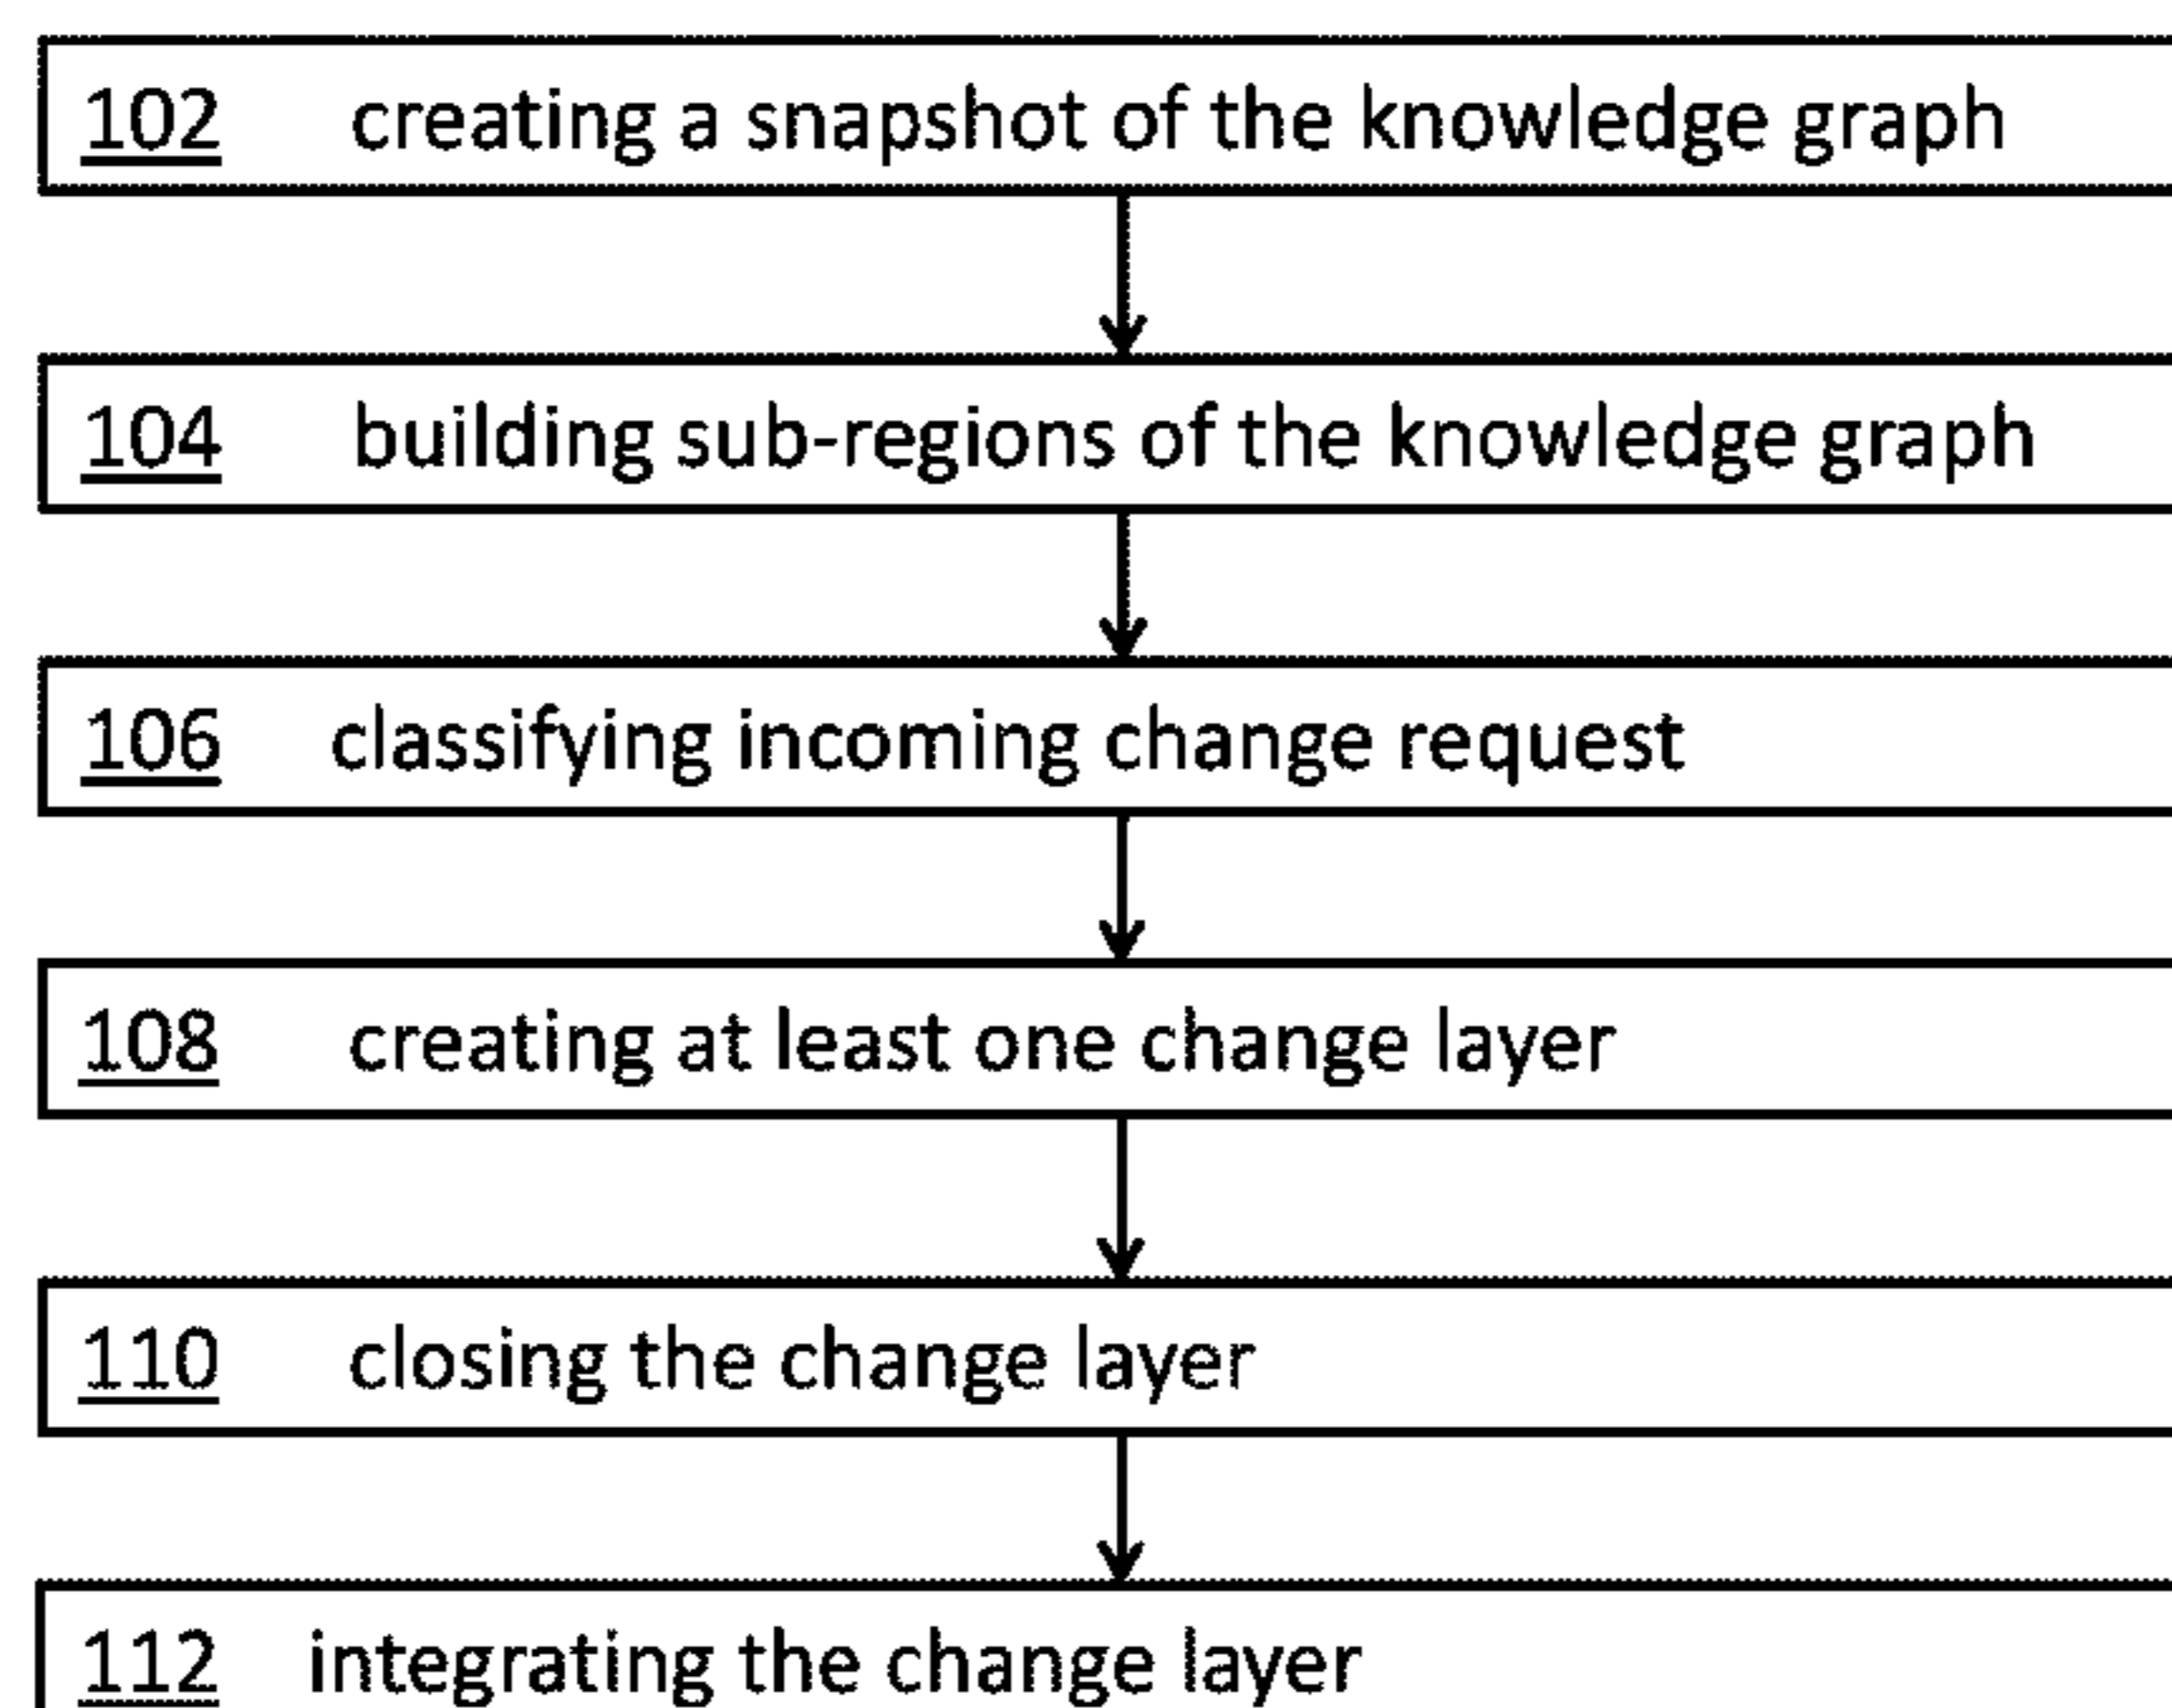 102 creating a snapshot of the knowledge graph
104 building sub-regions of the knowledge graph
106 classifying incoming change request
108 creating at least one change layer
110 closing the change layer
112 integrating the change layer